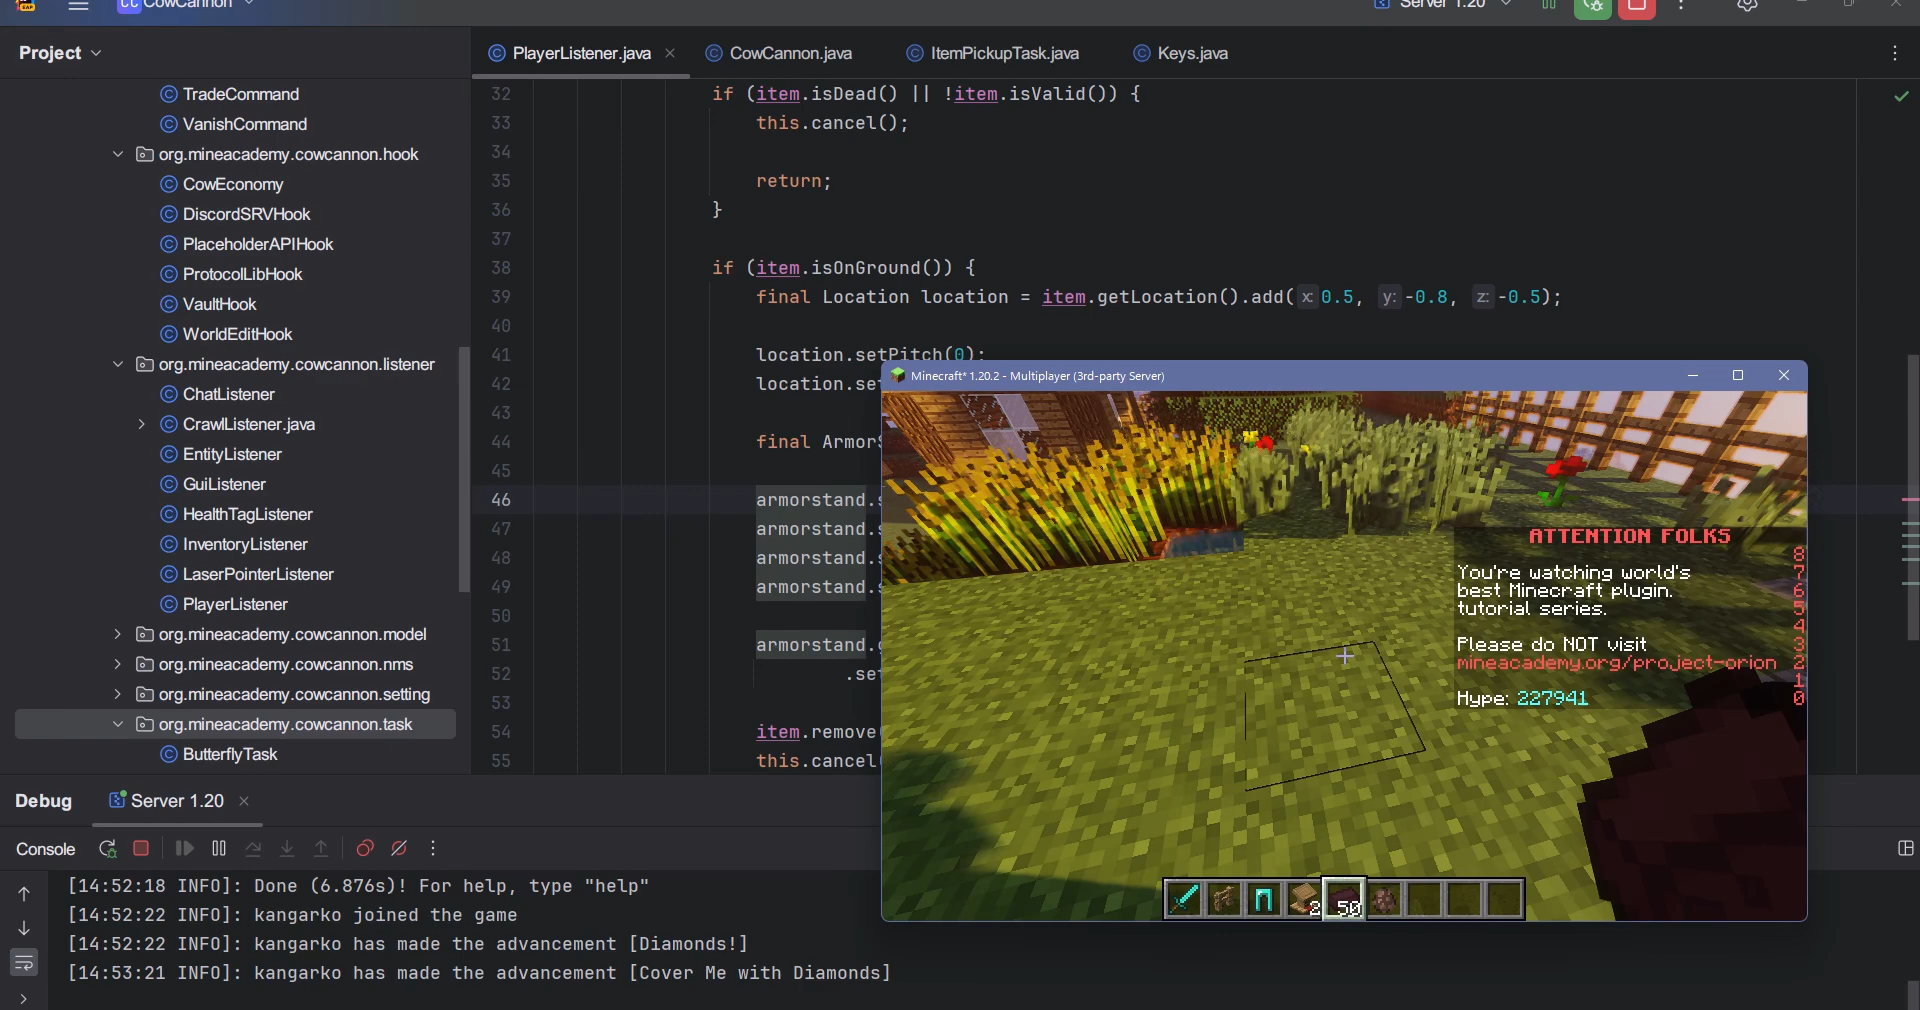 CC CowCannon
Server 1.20
Project
PlayerListener.java
CowCannon.java
ItemPickupTask.java
Keys.java
TradeCommand
VanishCommand
org.mineacademy.cowcannon.hook
CowEconomy
DiscordSRVHook
PlaceholderAPIHook
ProtocolLibHook
VaultHook
WorldEditHook
org.mineacademy.cowcannon.listener
ChatListener
CrawlListener.java
EntityListener
GuiListener
HealthTagListener
InventoryListener
LaserPointerListener
PlayerListener
org.mineacademy.cowcannon.model
org.mineacademy.cowcannon.nms
org.mineacademy.cowcannon.setting
org.mineacademy.cowcannon.task
ButterflyTask
32 if (item.isDead() || !item.isValid()) {
33 this.cancel();
34
35 return;
36 }
37
38 if (item.isOnGround()) {
39 final Location location = item.getLocation().add( x: 0.5, y: -0.8, z: -0.5);
40
41 location.setPitch(0);
42 location.set
43
44 final ArmorS
45
46 armorstand.s
47 armorstand.s
48 armorstand.s
49 armorstand.s
50
51 armorstand.g
52 .set
53
54 item.remove(
55 this.cancel(
Minecraft* 1.20.2 - Multiplayer (3rd-party Server)
ATTENTION FOLKS
8
You're watching world's 7
best Minecraft plugin. 6
tutorial series. 5
4
Please do NOT visit 3
mineacademy.org/project-orion 2
1
Hype: 227941 0
2
50
Debug
Server 1.20
Console
[14:52:18 INFO]: Done (6.876s)! For help, type "help"
[14:52:22 INFO]: kangarko joined the game
[14:52:22 INFO]: kangarko has made the advancement [Diamonds!]
[14:53:21 INFO]: kangarko has made the advancement [Cover Me with Diamonds]